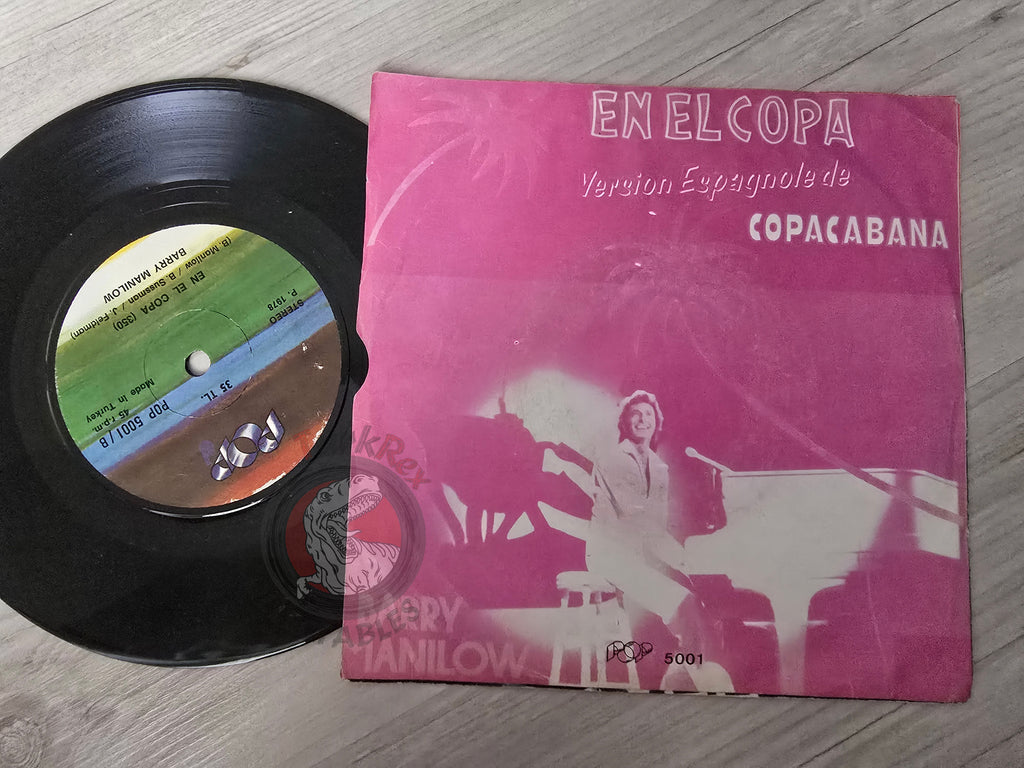 EN EL COPA
Version Espagnole de
COPACABANA
BARRY
MANILOW
POP 5001
POP
POP 5001/B
45 r.p.m.
35 TL.
Made in Turkey
STEREO
P. 1978
EN EL COPA (350)
BARRY MANILOW
(B. Manilow / B. Sussman / J. Feldman)